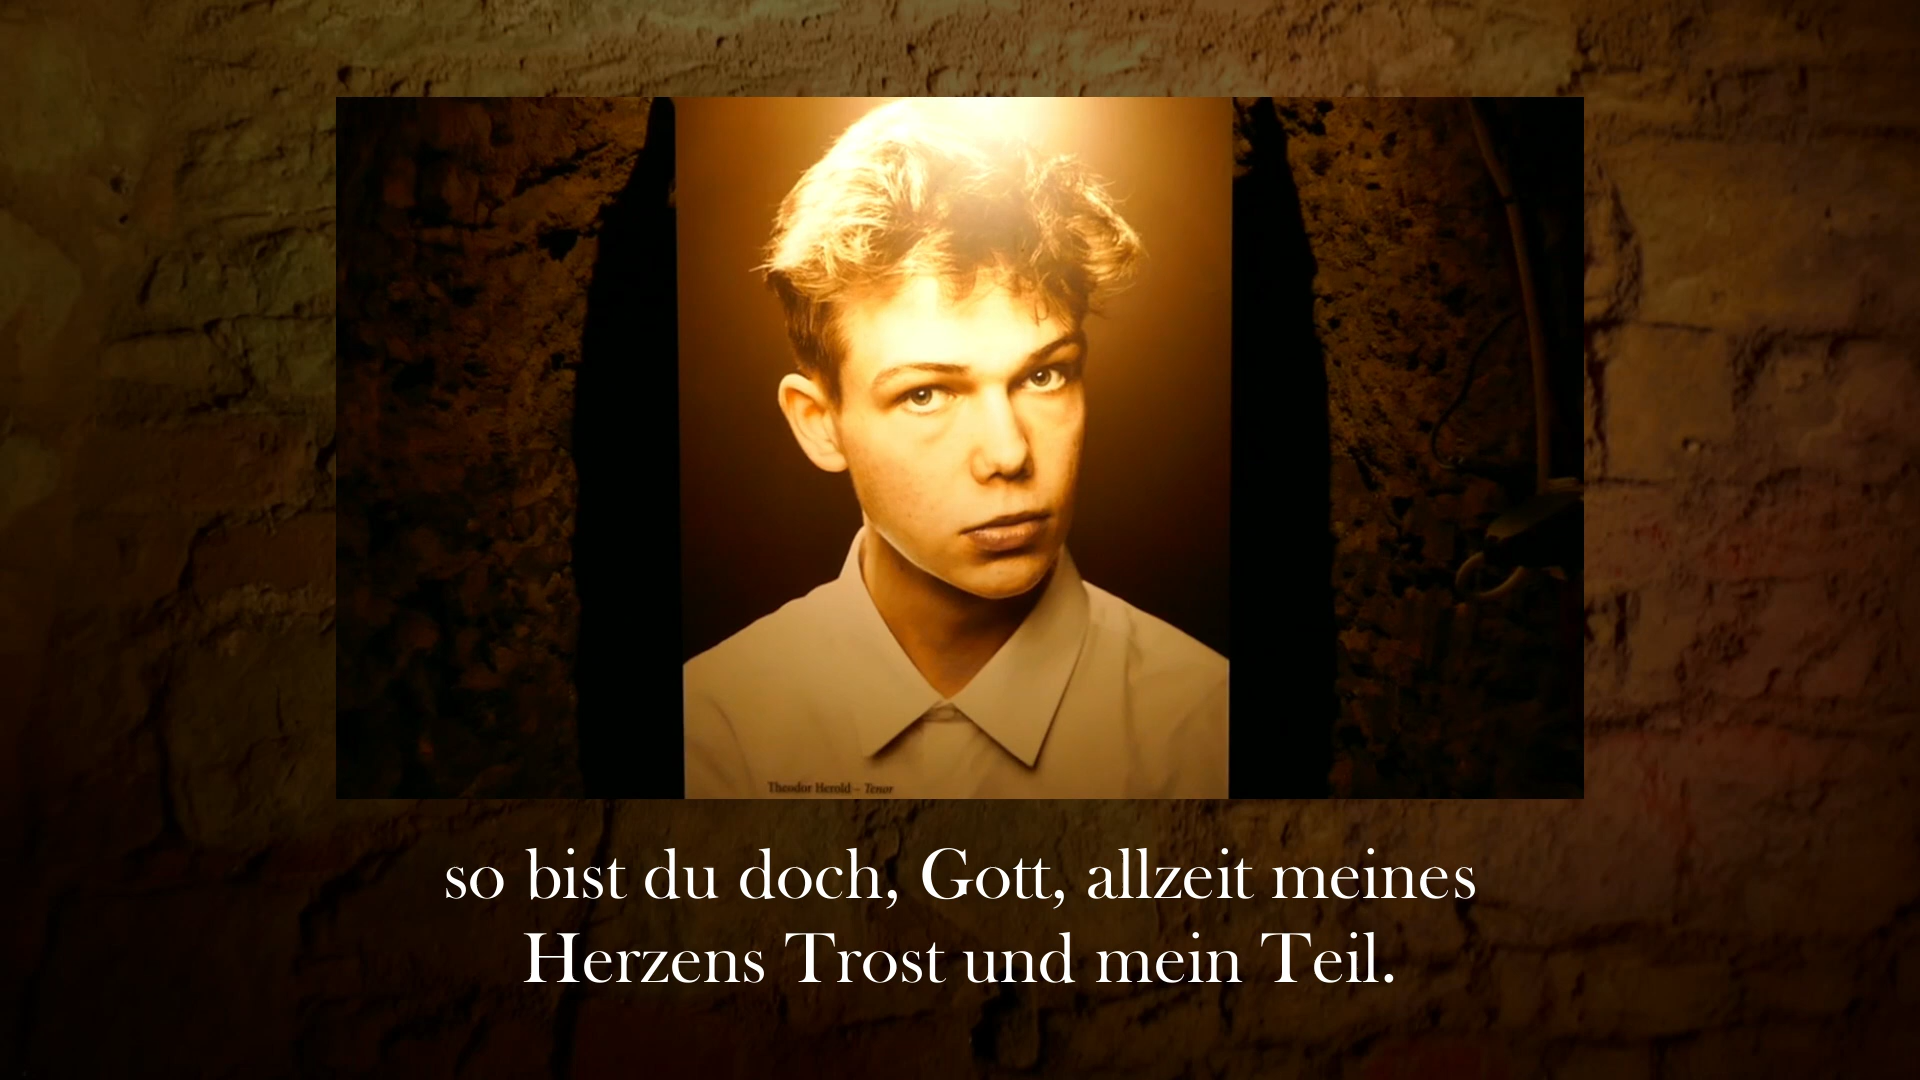 Theodor Herold – Tenor
so bist du doch, Gott, allzeit meines
Herzens Trost und mein Teil.